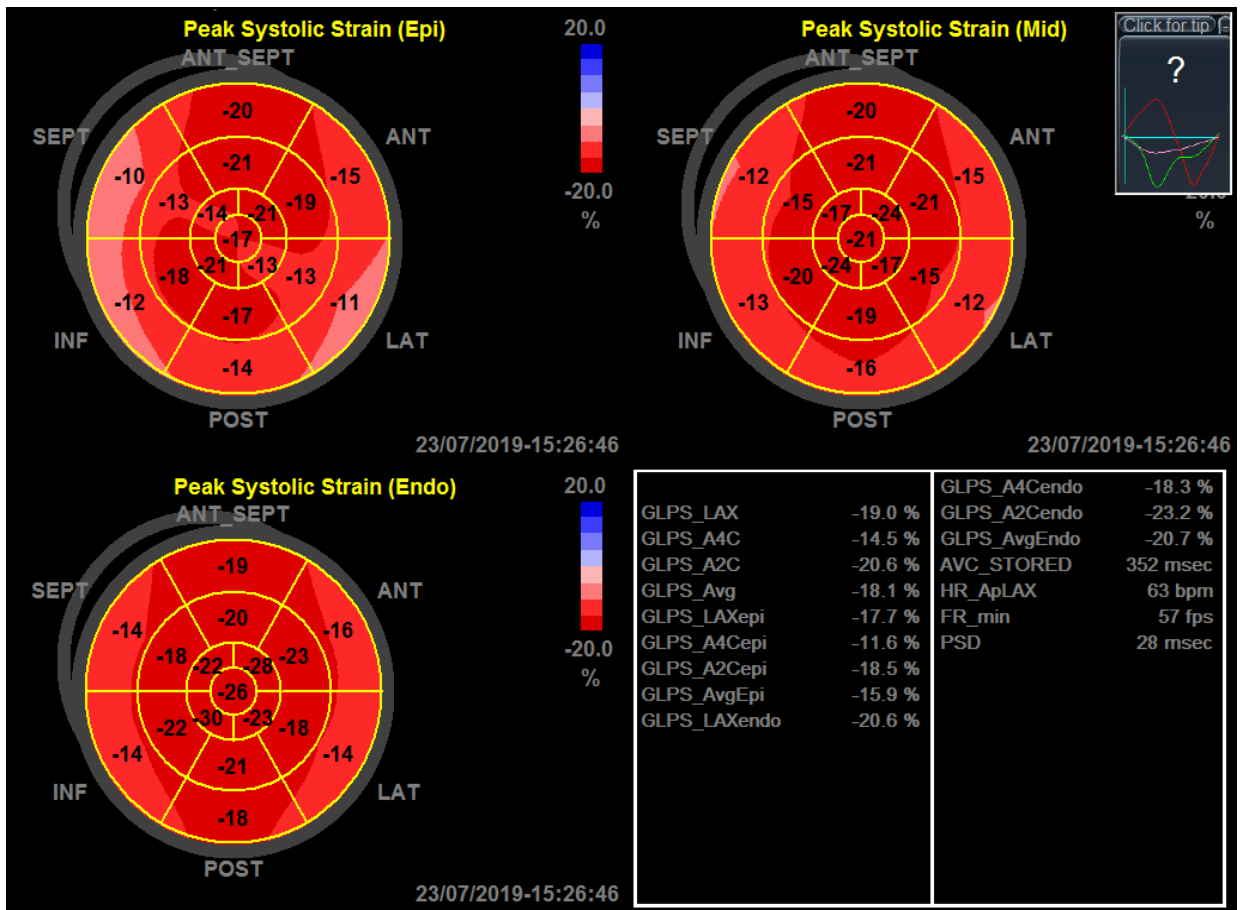 Peak Systolic Strain (Epi)
ANT_SEPT
20.0
SEPT
ANT
-20
-21
-10
-15
-13
-14
-21
-19
-17
-20.0
%
-18
-21
-13
-13
-12
-11
-17
INF
LAT
-14
POST
23/07/2019-15:26:46
Peak Systolic Strain (Mid)
ANT_SEPT
Click for tip
?
SEPT
ANT
-20
-21
-12
-15
-15
-17
-24
-21
-21
%
-20
-24
-17
-15
-13
-12
-19
INF
LAT
-16
POST
23/07/2019-15:26:46
Peak Systolic Strain (Endo)
ANT_SEPT
20.0
SEPT
ANT
-19
-20
-14
-16
-18
-22
-28
-23
-26
-20.0
%
-22
-30
-23
-18
-14
-14
-21
INF
LAT
-18
POST
23/07/2019-15:26:46
GLPS_LAX -19.0 %
GLPS_A4C -14.5 %
GLPS_A2C -20.6 %
GLPS_Avg -18.1 %
GLPS_LAXepi -17.7 %
GLPS_A4Cepi -11.6 %
GLPS_A2Cepi -18.5 %
GLPS_AvgEpi -15.9 %
GLPS_LAXendo -20.6 %
GLPS_A4Cendo -18.3 %
GLPS_A2Cendo -23.2 %
GLPS_AvgEndo -20.7 %
AVC_STORED 352 msec
HR_ApLAX 63 bpm
FR_min 57 fps
PSD 28 msec